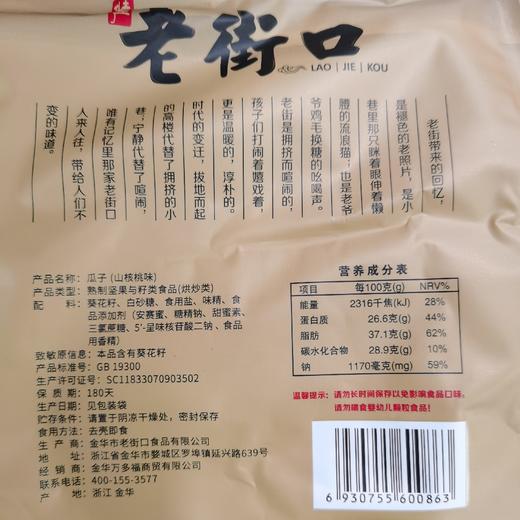 老街口
LAO | JIE | KOU
老街带来的回忆,
是褪色的老照片,是小
巷里那只眯着眼伸着懒
腰的流浪猫;也是老爷
爷鸡毛换糖的吆喝声。
老街是拥挤而喧闹的,
孩子们打闹着嬉戏着,
更是温暖的,淳朴的。
时代的变迁,拔地而起
的高楼代替了拥挤的小
巷;宁静代替了喧闹,
唯有记忆里那家老街口
人来人往,带给人们不
变的味道。
产品名称:瓜子 (山核桃味)
产品类型:熟制坚果与籽类食品(烘炒类)
配 料:葵花籽、白砂糖、食用盐、味精、食
品添加剂 (安赛蜜、糖精钠、甜蜜素、
三氯蔗糖、5'-呈味核苷酸二钠、食品
用香精)
致敏原信息:本品含有葵花籽
产品标准号:GB 19300
生产许可证号:SC11833070903502
保 质 期:180天
生产日期:见包装袋
贮存条件:请置于阴凉干燥处,密封保存
食用方法:去壳即食
生 产 商:金华市老街口食品有限公司
地 址:浙江省金华市婺城区罗埠镇延兴路639号
经 销 商:金华万多福商贸有限公司
联系电话:400-155-3577
产 地:浙江 金华
营养成分表
项目 每100克(g) NRV%
能量 2316千焦(kJ) 28%
蛋白质 26.6克(g) 44%
脂肪 37.1克(g) 62%
碳水化合物 28.9克(g) 10%
钠 1170毫克(mg) 59%
温馨提示:请勿长时间保存以免影响食品口味。
请勿喂食婴幼儿颗粒食品!
6 930755 600863